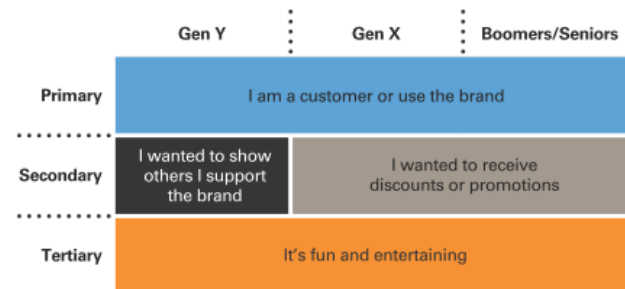 Gen Y Gen X Boomers/Seniors
Primary I am a customer or use the brand
Secondary
I wanted to show
others I support
the brand
I wanted to receive
discounts or promotions
Tertiary It's fun and entertaining